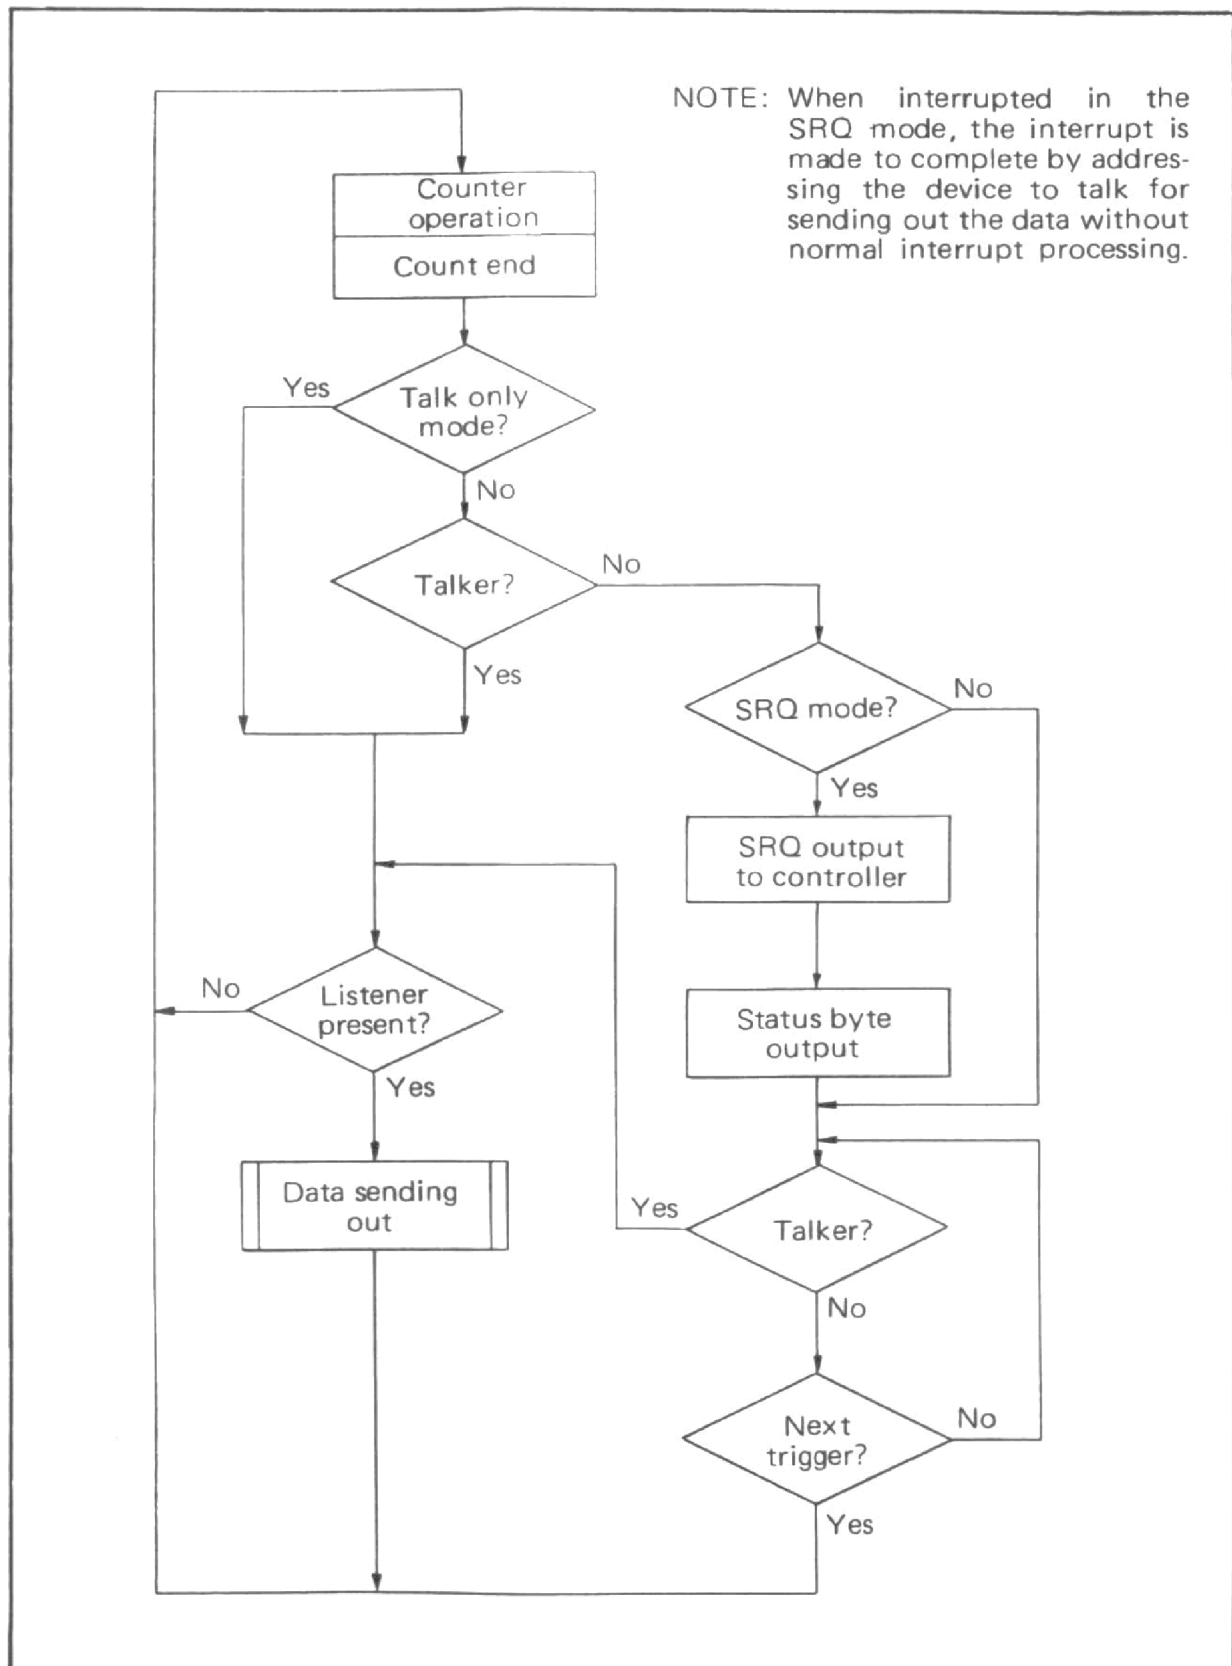 NOTE: When interrupted in the
SRQ mode, the interrupt is
made to complete by addres-
sing the device to talk for
sending out the data without
normal interrupt processing.
Counter
operation
Count end
Yes
Talk only
mode?
No
Talker?
No
Yes
SRQ mode?
No
Yes
SRQ output
to controller
No
Listener
present?
Status byte
output
Yes
Data sending
out
Yes
Talker?
No
Next
trigger?
No
Yes